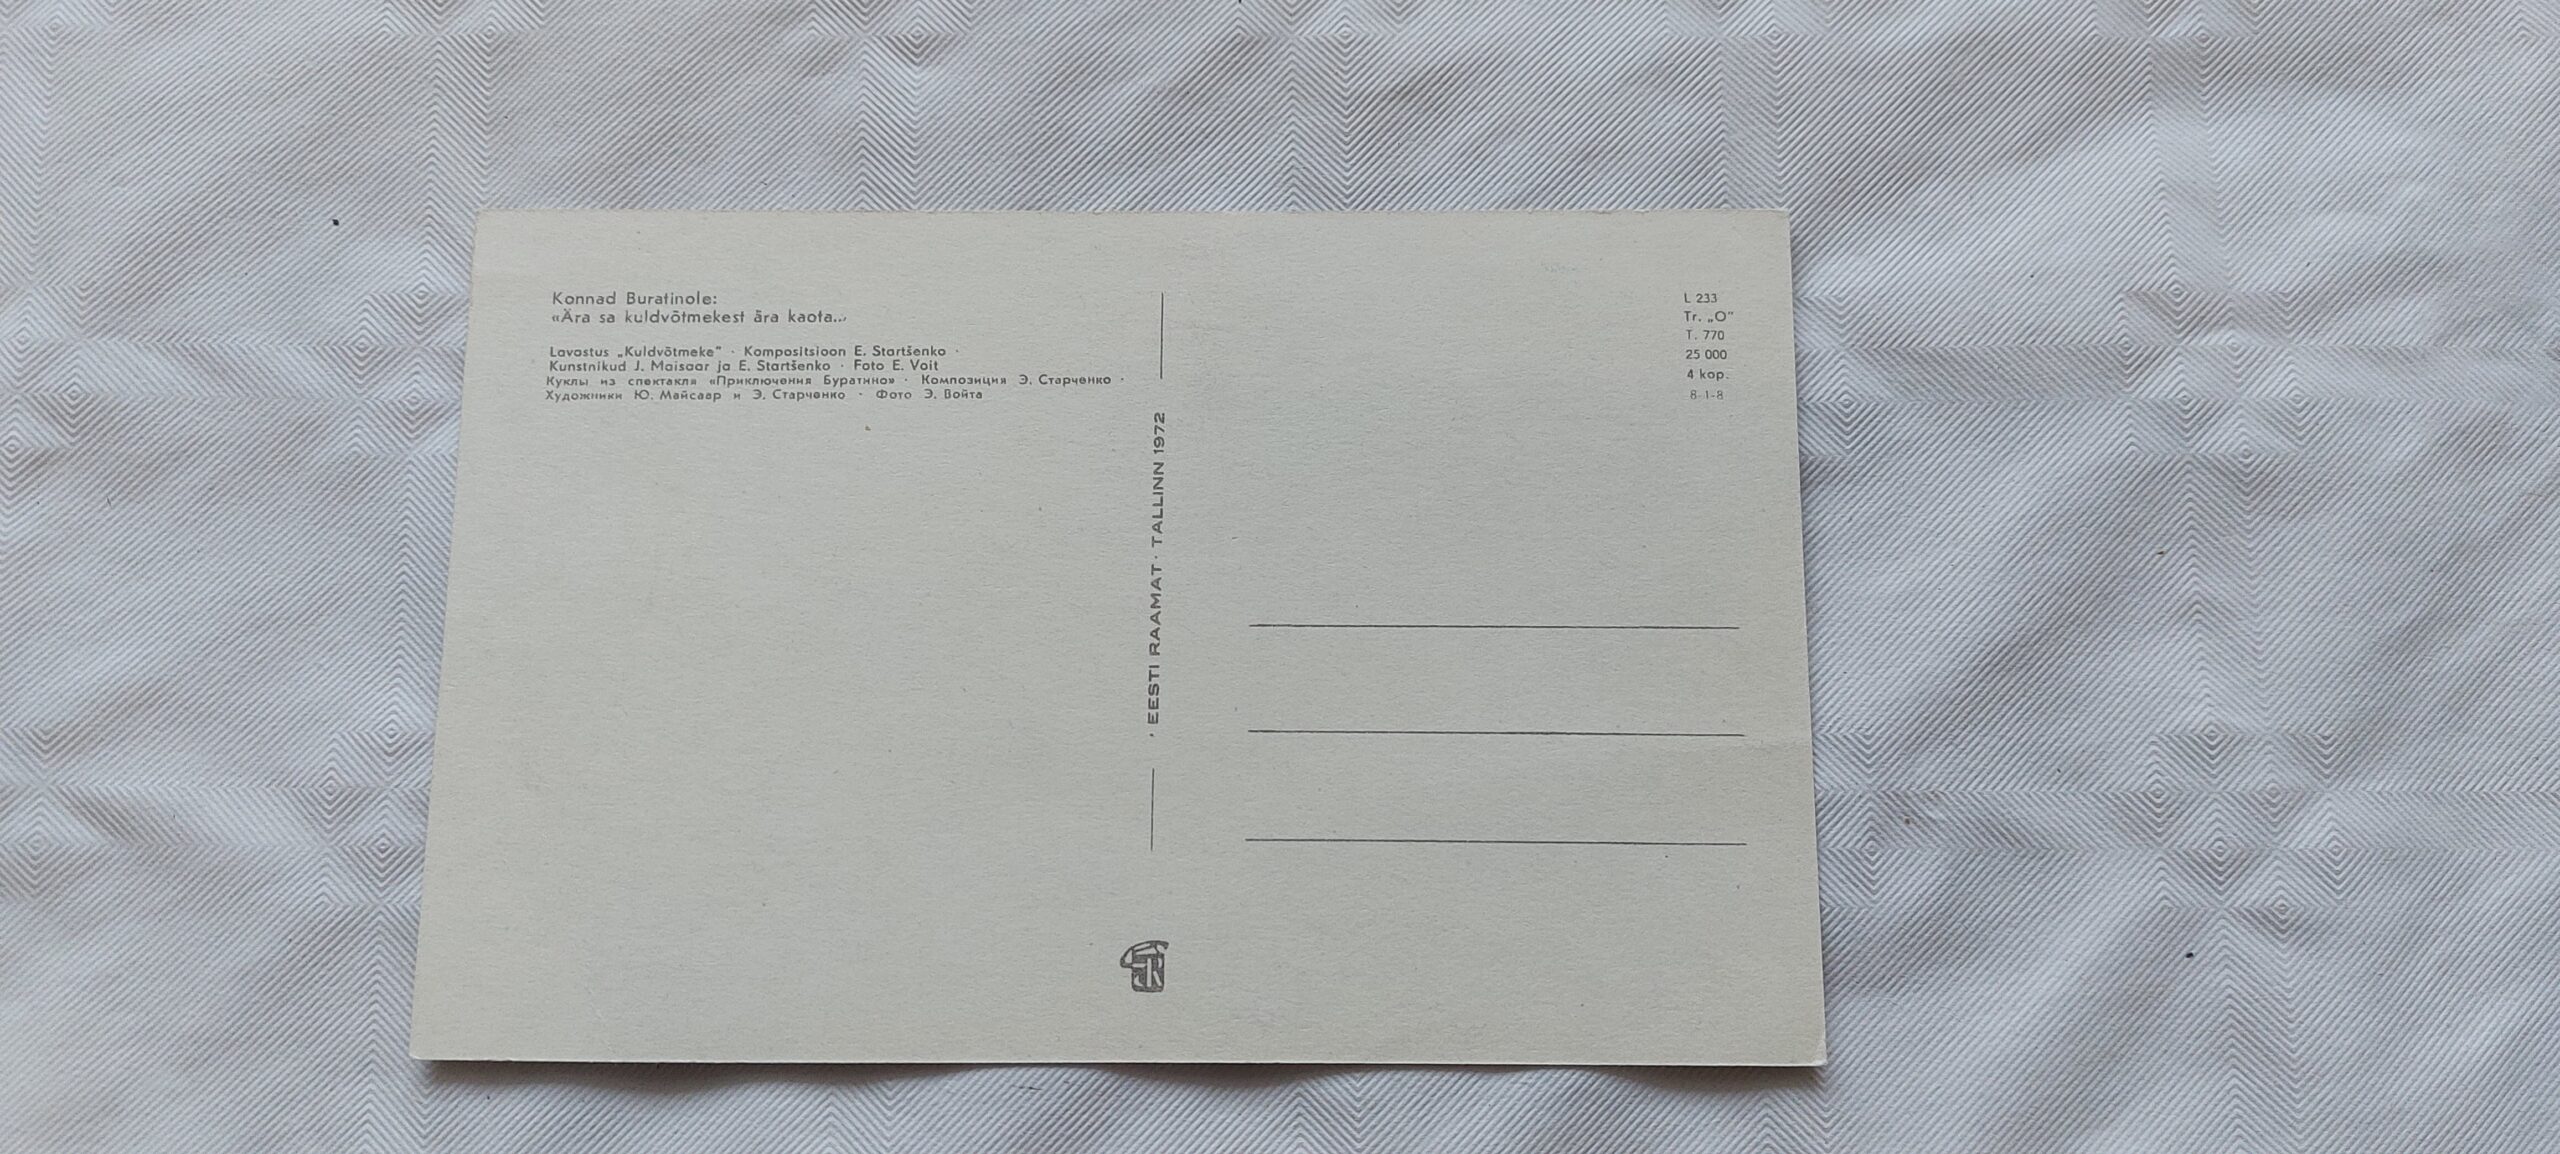 Konnad Buratinole:
«Ära sa kuldvõtmekest ära kaota...»
Lavastus „Kuldvõtmeke" · Kompositsioon E. Startšenko ·
Kunstnikud J. Maisaar ja E. Startšenko · Foto E. Voit
Куклы из спектакля «Приключения Буратино» · Композиция Э. Старченко ·
Художники Ю. Майсаар и Э. Старченко · Фото Э. Войта
· EESTI RAAMAT · TALLINN 1972
L 233
Tr. „O"
T. 770
25 000
4 kop.
8-1-8